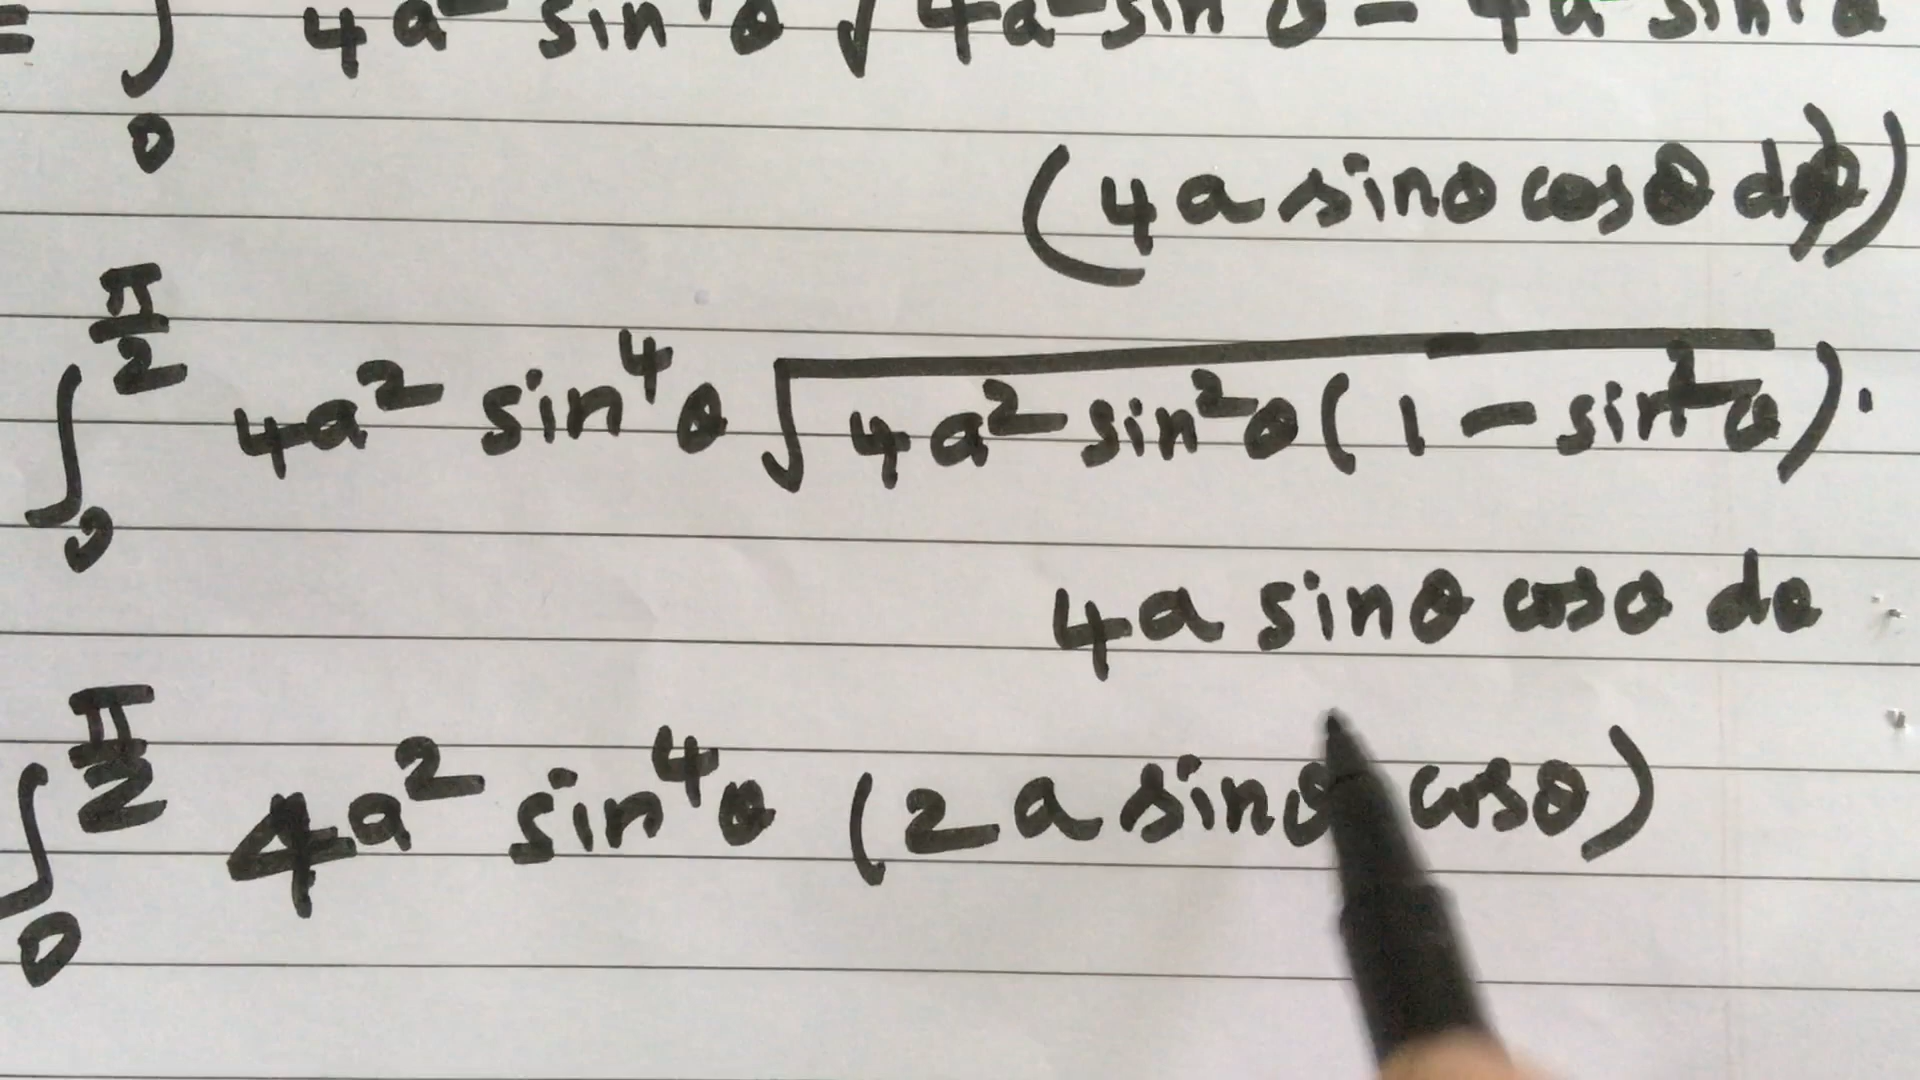 = ∫₀ 4a² sin⁴θ √4a² sin²θ - 4a² sin⁴θ
(4a sinθ cosθ dθ)
∫₀^(π/2) 4a² sin⁴θ √(4a² sin²θ (1 - sin²θ)).
4a sinθ cosθ dθ
∫₀^(π/2) 4a² sin⁴θ (2a sinθ cosθ)